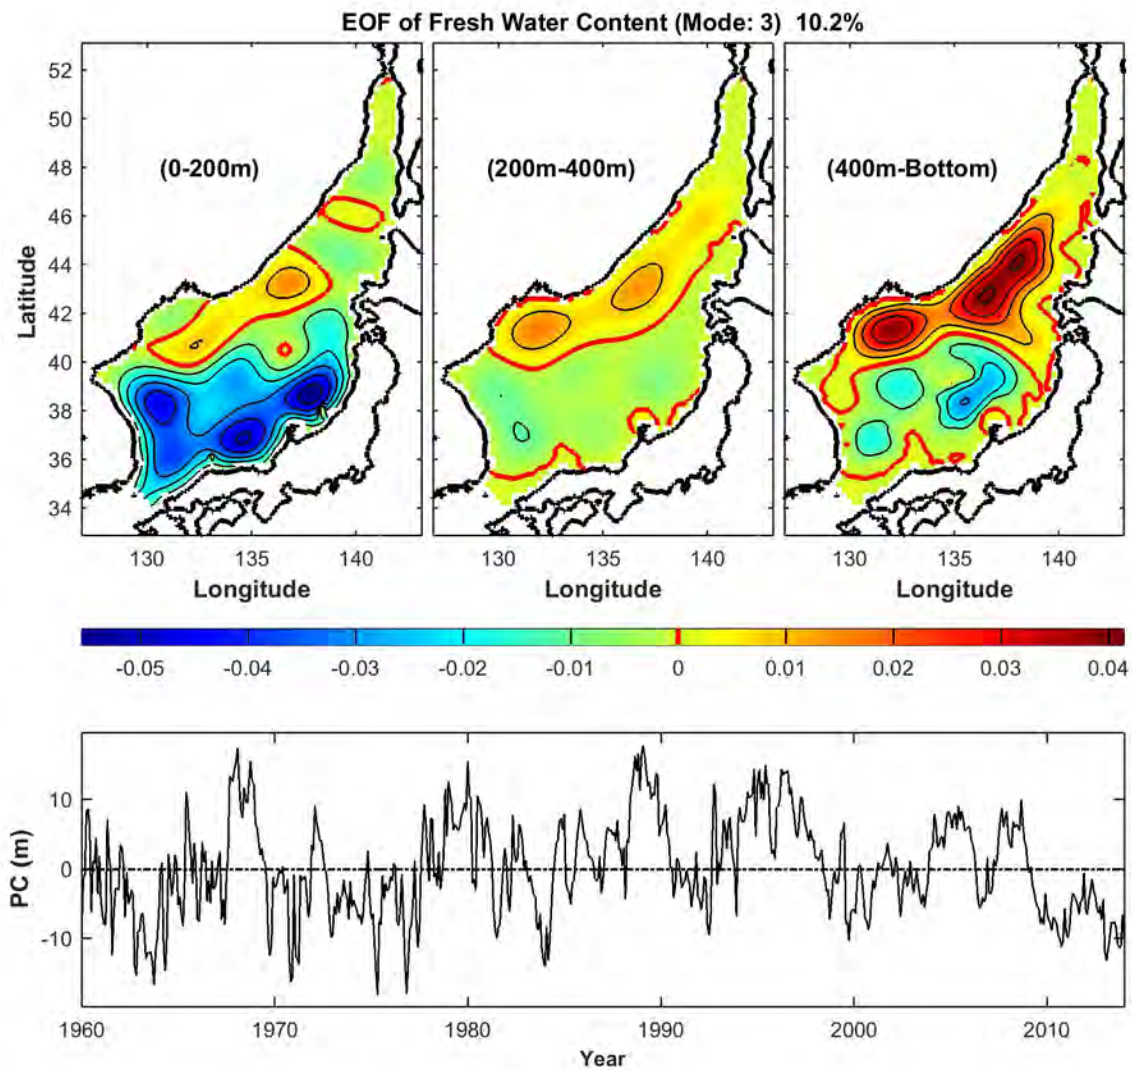 EOF of Fresh Water Content (Mode: 3) 10.2%
(0-200m) (200m-400m) (400m-Bottom)
52
50
48
46
44
42
40
38
36
34
Latitude
130 135 140 130 135 140 130 135 140
Longitude Longitude Longitude
-0.05 -0.04 -0.03 -0.02 -0.01 0 0.01 0.02 0.03 0.04
10
0
-10
PC (m)
1960 1970 1980 1990 2000 2010
Year